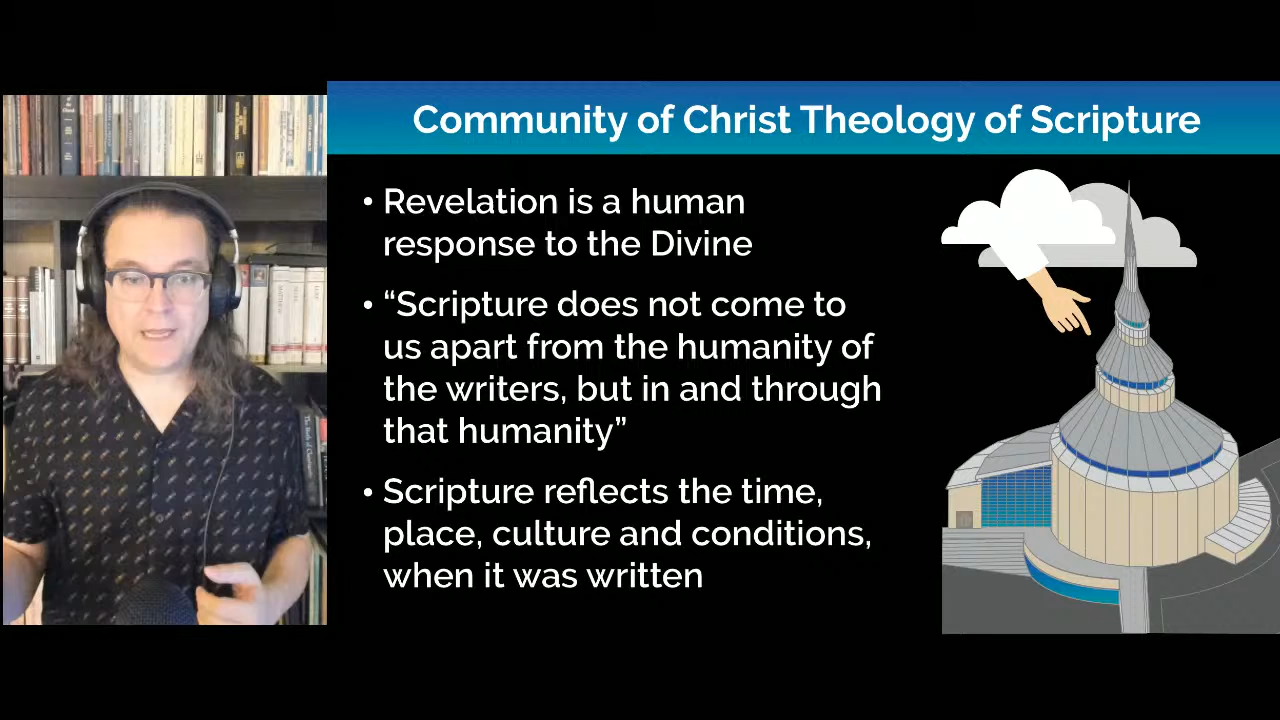 Community of Christ Theology of Scripture
• Revelation is a human
response to the Divine
• “Scripture does not come to
us apart from the humanity of
the writers, but in and through
that humanity”
• Scripture reflects the time,
place, culture and conditions,
when it was written